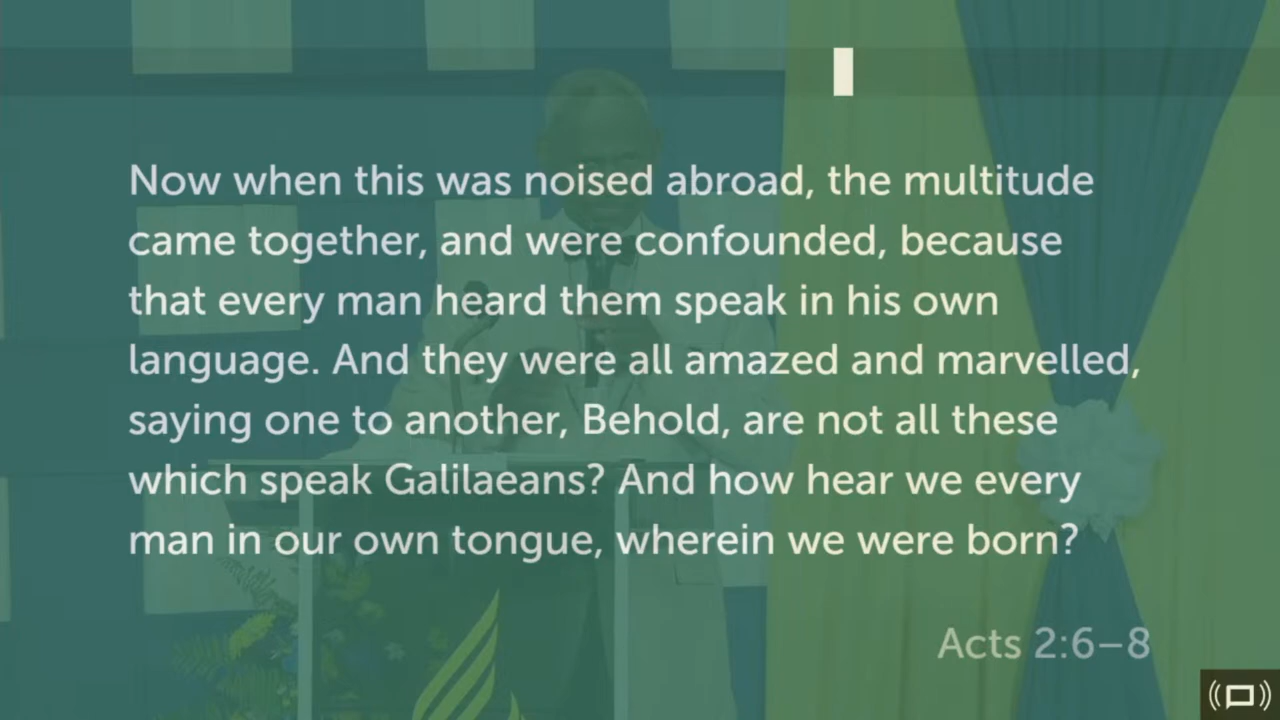 Now when this was noised abroad, the multitude
came together, and were confounded, because
that every man heard them speak in his own
language. And they were all amazed and marvelled,
saying one to another, Behold, are not all these
which speak Galilaeans? And how hear we every
man in our own tongue, wherein we were born?
Acts 2:6–8